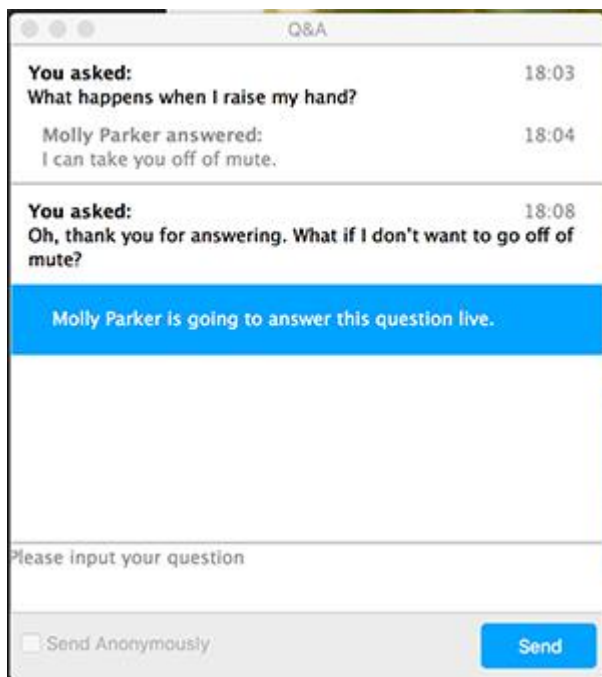 Q&A
You asked: 18:03
What happens when I raise my hand?
Molly Parker answered: 18:04
I can take you off of mute.
You asked: 18:08
Oh, thank you for answering. What if I don't want to go off of
mute?
Molly Parker is going to answer this question live.
Please input your question
Send Anonymously
Send